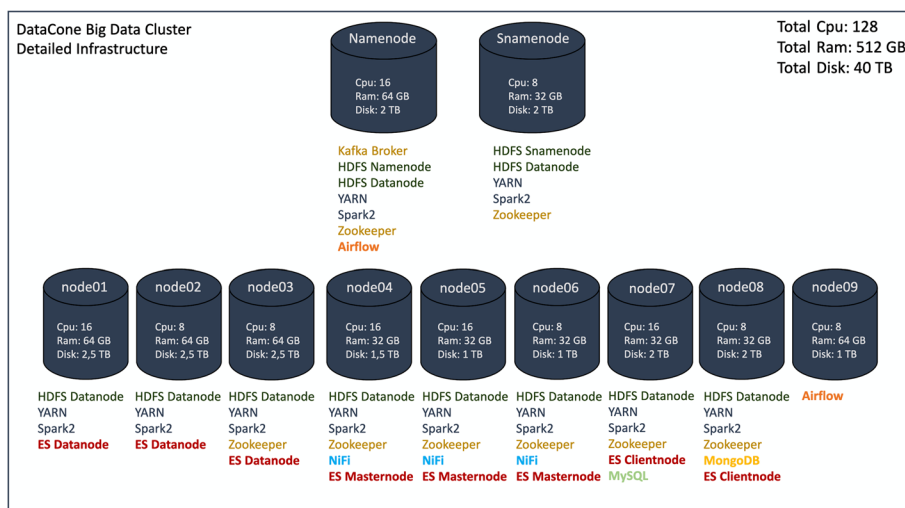 DataCone Big Data Cluster
Detailed Infrastructure
Total Cpu: 128
Total Ram: 512 GB
Total Disk: 40 TB
Namenode
Cpu: 16
Ram: 64 GB
Disk: 2 TB
Kafka Broker
HDFS Namenode
HDFS Datanode
YARN
Spark2
Zookeeper
Airflow
Snamenode
Cpu: 8
Ram: 32 GB
Disk: 2 TB
HDFS Snamenode
HDFS Datanode
YARN
Spark2
Zookeeper
node01
Cpu: 16
Ram: 64 GB
Disk: 2,5 TB
HDFS Datanode
YARN
Spark2
ES Datanode
node02
Cpu: 8
Ram: 64 GB
Disk: 2,5 TB
HDFS Datanode
YARN
Spark2
ES Datanode
node03
Cpu: 8
Ram: 64 GB
Disk: 2,5 TB
HDFS Datanode
YARN
Spark2
Zookeeper
ES Datanode
node04
Cpu: 16
Ram: 32 GB
Disk: 1,5 TB
HDFS Datanode
YARN
Spark2
Zookeeper
NiFi
ES Masternode
node05
Cpu: 16
Ram: 32 GB
Disk: 1 TB
HDFS Datanode
YARN
Spark2
Zookeeper
NiFi
ES Masternode
node06
Cpu: 8
Ram: 32 GB
Disk: 1 TB
HDFS Datanode
YARN
Spark2
Zookeeper
NiFi
ES Masternode
node07
Cpu: 16
Ram: 32 GB
Disk: 2 TB
HDFS Datanode
YARN
Spark2
Zookeeper
ES Clientnode
MySQL
node08
Cpu: 8
Ram: 32 GB
Disk: 2 TB
HDFS Datanode
YARN
Spark2
Zookeeper
MongoDB
ES Clientnode
node09
Cpu: 8
Ram: 64 GB
Disk: 1 TB
Airflow